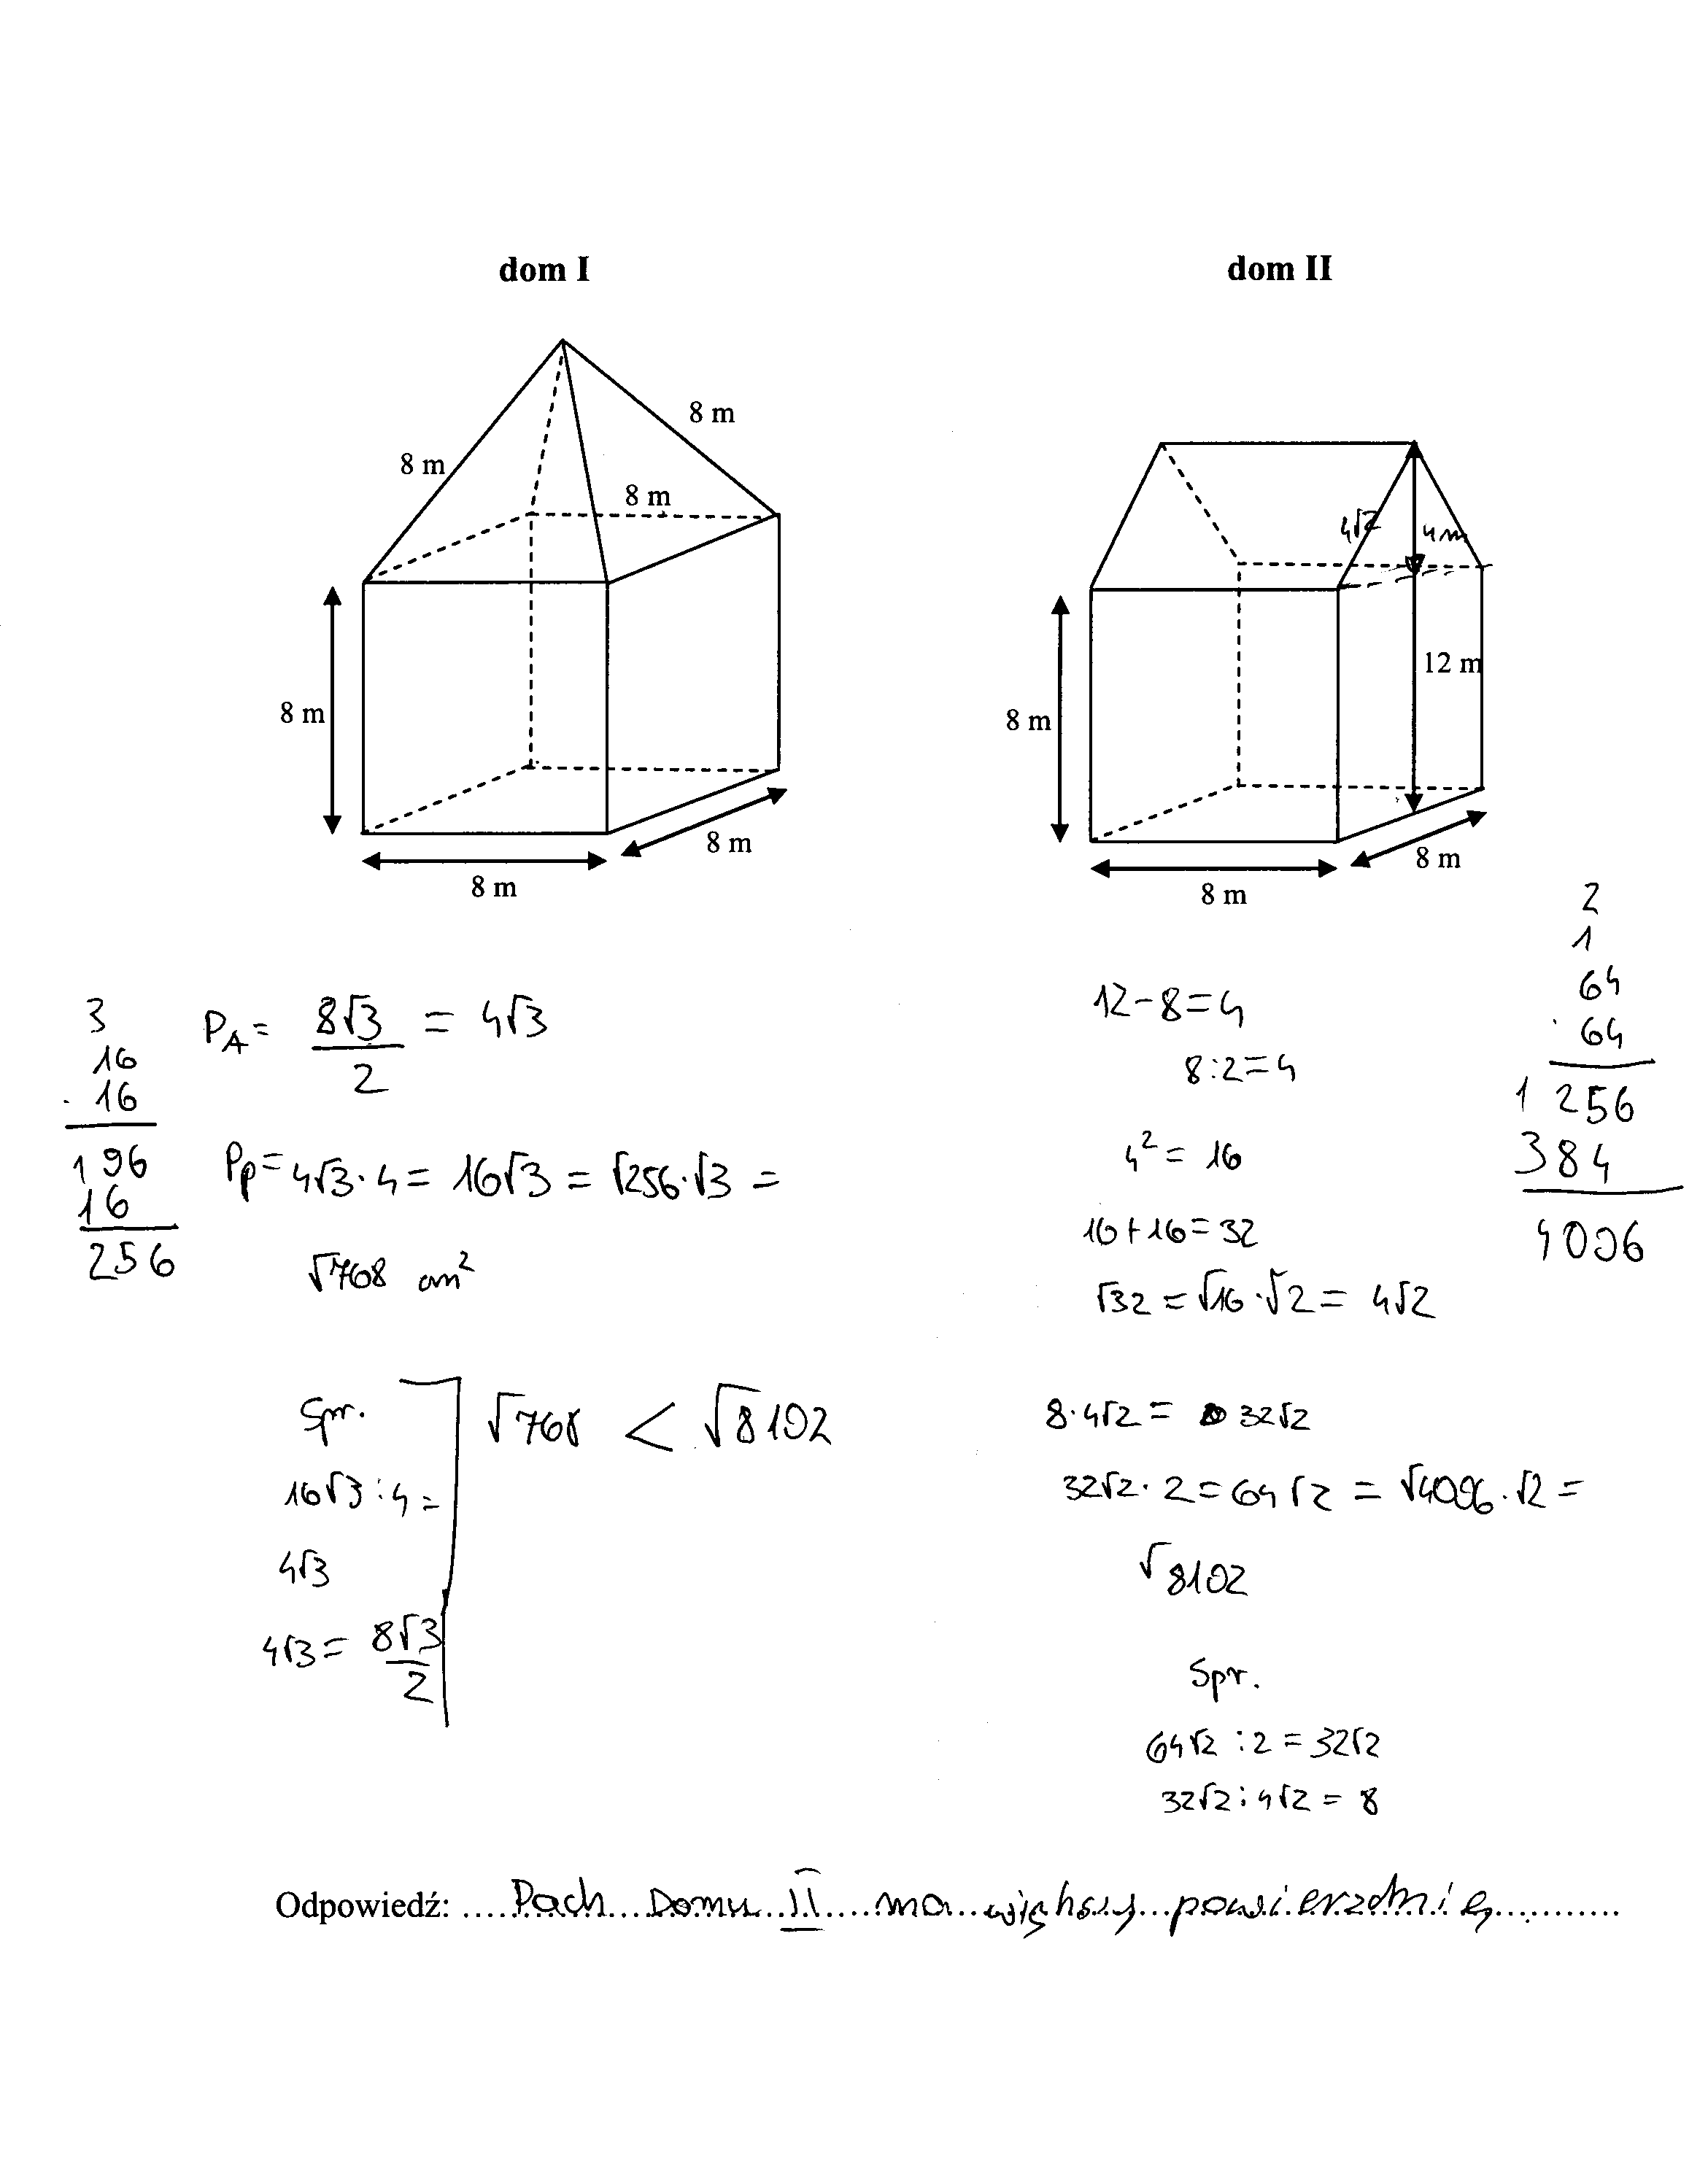 dom I
dom II
8 m
8 m
8 m
8 m
8 m
8 m
4√2
4 m
12 m
8 m
8 m
8 m
3
16
· 16
196
16
256
P_A = 8√3/2 = 4√3
P_p = 4√3 · 4 = 16√3 = √256 · √3 =
√768 cm²
Spr.
16√3 : 4 =
4√3
4√3 = 8√3/2
√768 < √8102
12 - 8 = 4
8 : 2 = 4
4² = 16
16 + 16 = 32
√32 = √16 · √2 = 4√2
8 · 4√2 = 32√2
32√2 · 2 = 64√2 = √4096 · √2 =
√8102
Spr.
64√2 : 2 = 32√2
32√2 : 4√2 = 8
2
1
64
· 64
1 256
384
4096
Odpowiedź: .... Dach Domu II ma większą powierzchnię ...........